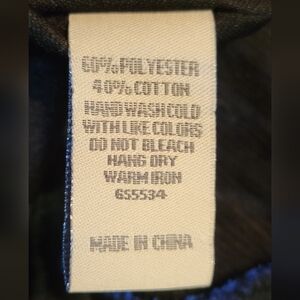 60% POLYESTER
40% COTTON
HAND WASH COLD
WITH LIKE COLORS
DO NOT BLEACH
HANG DRY
WARM IRON
GS5534
MADE IN CHINA